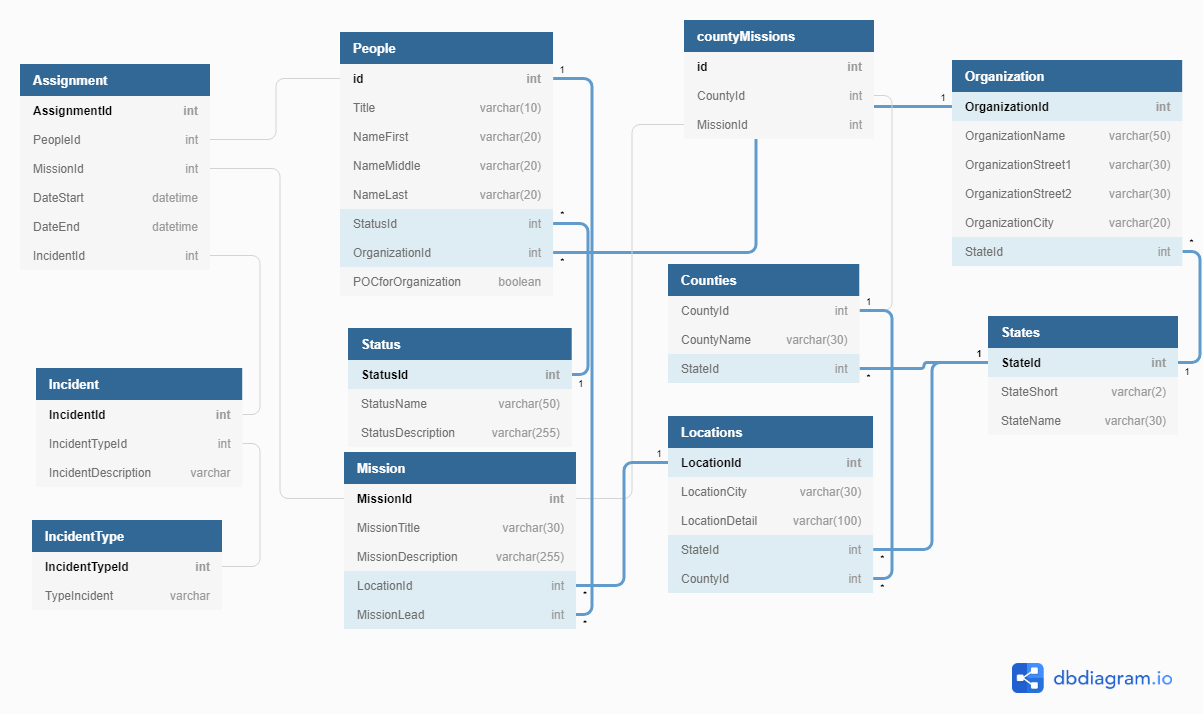 Assignment
AssignmentId int
PeopleId int
MissionId int
DateStart datetime
DateEnd datetime
IncidentId int
Incident
IncidentId int
IncidentTypeId int
IncidentDescription varchar
IncidentType
IncidentTypeId int
TypeIncident varchar
People
id int 1
Title varchar(10)
NameFirst varchar(20)
NameMiddle varchar(20)
NameLast varchar(20)
StatusId int *
OrganizationId int *
POCforOrganization boolean
Status
StatusId int 1
StatusName varchar(50)
StatusDescription varchar(255)
Mission
MissionId int
MissionTitle varchar(30)
MissionDescription varchar(255)
LocationId int *
MissionLead int *
countyMissions
id int
CountyId int
MissionId int
Counties
CountyId int 1
CountyName varchar(30)
StateId int *
Locations
1 LocationId int
LocationCity varchar(30)
LocationDetail varchar(100)
StateId int *
CountyId int *
Organization
1 OrganizationId int
OrganizationName varchar(50)
OrganizationStreet1 varchar(30)
OrganizationStreet2 varchar(30)
OrganizationCity varchar(20)
StateId int *
States
1 StateId int 1
StateShort varchar(2)
StateName varchar(30)
dbdiagram.io